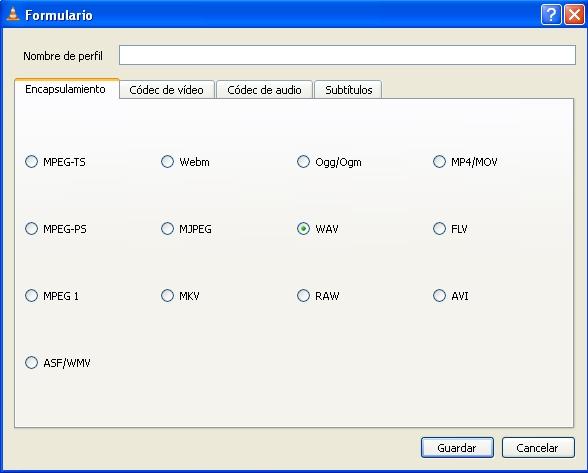 Formulario
Nombre de perfil
Encapsulamiento Códec de vídeo Códec de audio Subtítulos
MPEG-TS Webm Ogg/Ogm MP4/MOV
MPEG-PS MJPEG WAV FLV
MPEG 1 MKV RAW AVI
ASF/WMV
Guardar Cancelar